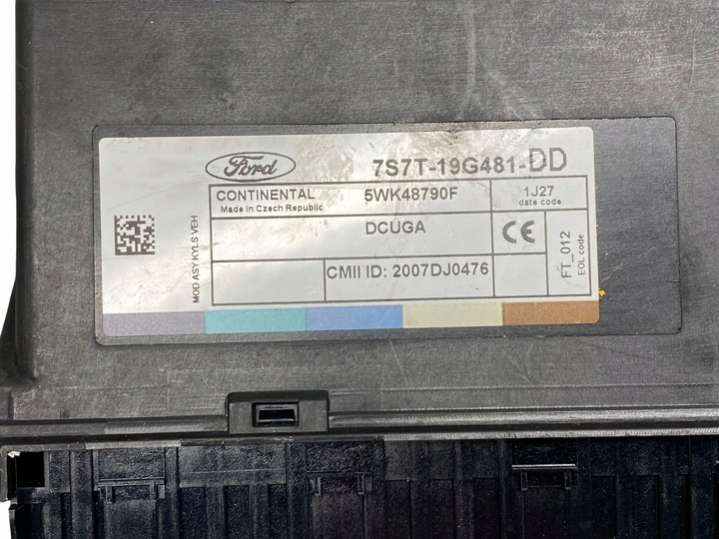 Ford 7S7T-19G481-DD
CONTINENTAL 5WK48790F 1J27
Made in Czech Republic date code
DCUGA CE
CMII ID: 2007DJ0476
MOD ASY KYLS VEH
FT_012
EOL code